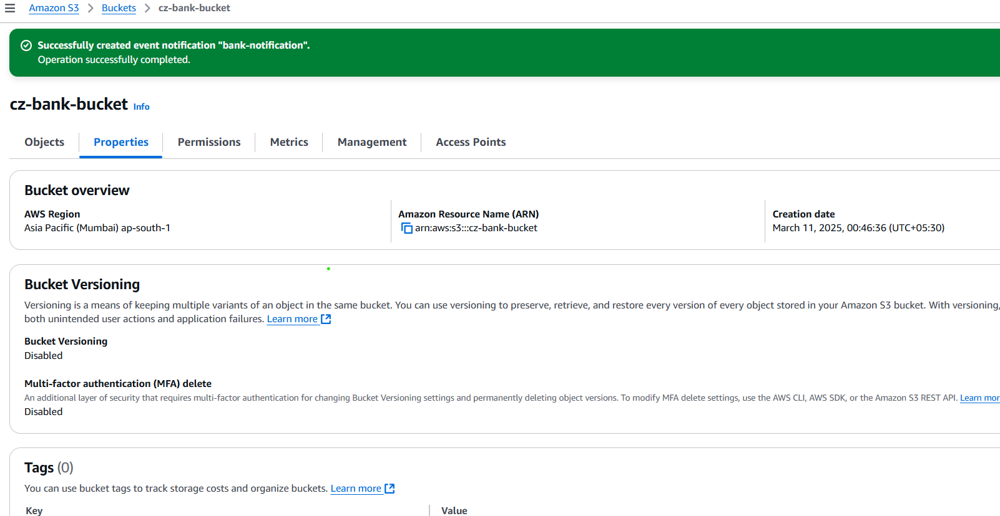 Amazon S3 > Buckets > cz-bank-bucket
Successfully created event notification "bank-notification".
Operation successfully completed.
cz-bank-bucket Info
Objects Properties Permissions Metrics Management Access Points
Bucket overview
AWS Region Amazon Resource Name (ARN) Creation date
Asia Pacific (Mumbai) ap-south-1 arn:aws:s3:::cz-bank-bucket March 11, 2025, 00:46:36 (UTC+05:30)
Bucket Versioning
Versioning is a means of keeping multiple variants of an object in the same bucket. You can use versioning to preserve, retrieve, and restore every version of every object stored in your Amazon S3 bucket. With versioning,
both unintended user actions and application failures. Learn more
Bucket Versioning
Disabled
Multi-factor authentication (MFA) delete
An additional layer of security that requires multi-factor authentication for changing Bucket Versioning settings and permanently deleting object versions. To modify MFA delete settings, use the AWS CLI, AWS SDK, or the Amazon S3 REST API. Learn mor
Disabled
Tags (0)
You can use bucket tags to track storage costs and organize buckets. Learn more
Key Value